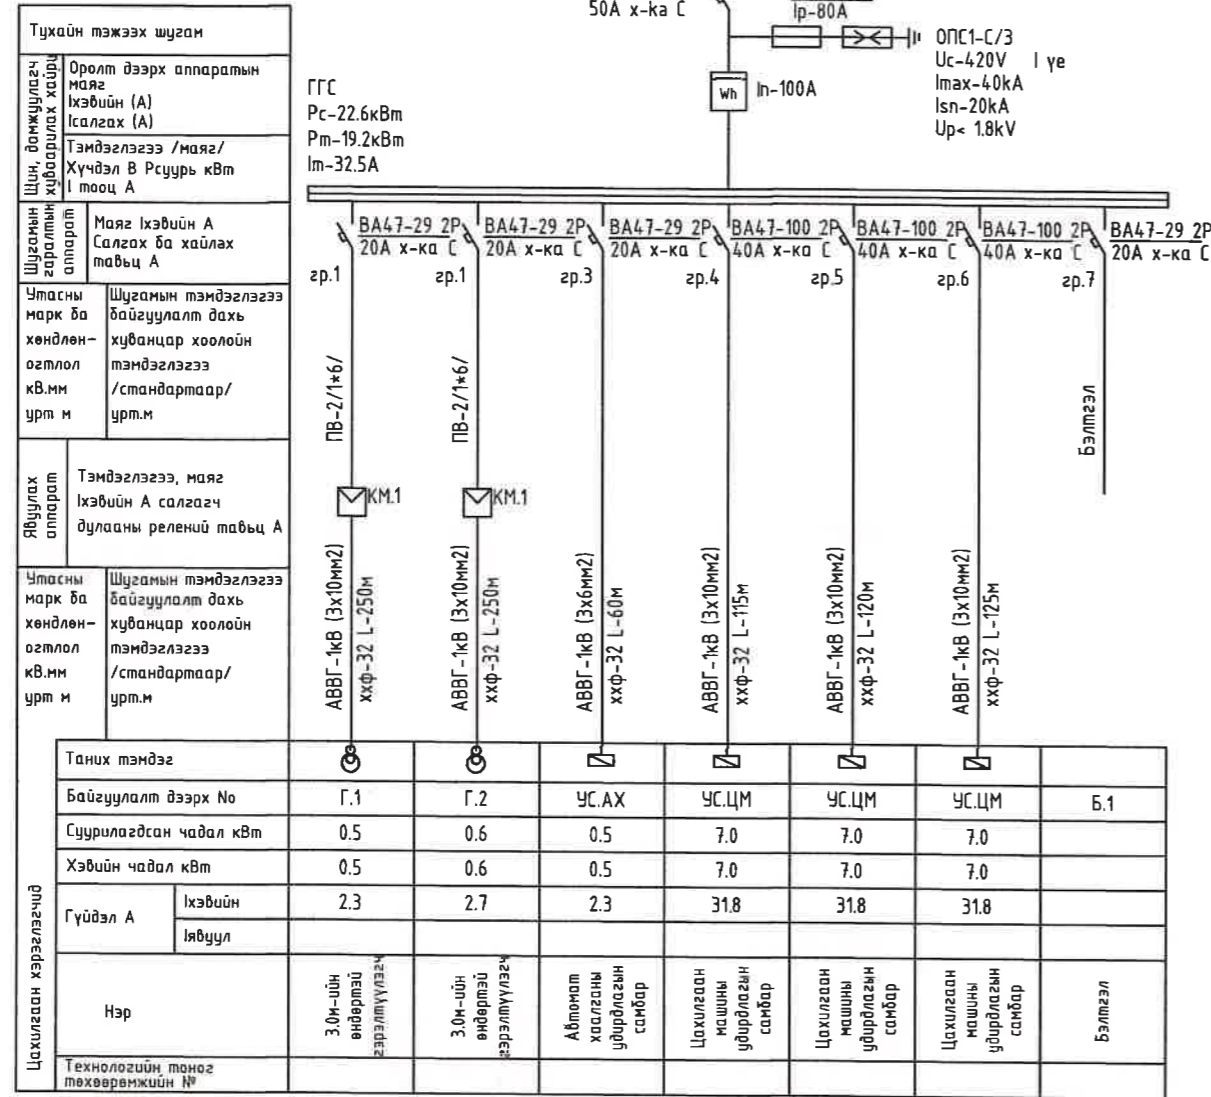 50А х-ка С
Iр-80А
ОПС1-С/3
Uc-420V I үе
Imax-40kA
Isn-20kA
Up< 1.8kV
Wh
In-100A
ГГС
Рс-22.6кВт
Рт-19.2кВт
Iт-32.5А
Тухайн тэжээх шугам
Шин, дамжуулагч
хуваарилах хайрц
Оролт дээрх аппаратын
маяг
Iхэвийн (А)
Iсалгах (А)
Тэмдэглэгээ /маяг/
Хүчдэл В Рсуурь кВт
I тооц А
Шугамын
гаралтын
аппарат
Маяг Iхэвийн А
Салгах ба хайлах
тавьц А
ВА47-29 2Р
20А х-ка С
гр.1
ВА47-29 2Р
20А х-ка С
гр.1
ВА47-29 2Р
20А х-ка С
гр.3
ВА47-100 2Р
40А х-ка С
гр.4
ВА47-100 2Р
40А х-ка С
гр.5
ВА47-100 2Р
40А х-ка С
гр.6
ВА47-29 2Р
20А х-ка С
гр.7
Утасны
марк ба
хөндлөн-
огтлол
кВ.мм
урт м
Шугамын тэмдэглэгээ
байгуулалт дахь
хуванцар хоолойн
тэмдэглэгээ
/стандартаар/
урт.м
ПВ-2/1*6/
ПВ-2/1*6/
Бэлтгэл
Явуулах
аппарат
Тэмдэглэгээ, маяг
Iхэвийн А салгагч
дулааны релений тавьц А
КМ.1
КМ.1
Утасны
марк ба
хөндлөн-
огтлол
кВ.мм
урт м
Шугамын тэмдэглэгээ
байгуулалт дахь
хуванцар хоолойн
тэмдэглэгээ
/стандартаар/
урт.м
АВВГ-1кВ (3х10мм2)
ххф-32 L-250м
АВВГ-1кВ (3х10мм2)
ххф-32 L-250м
АВВГ-1кВ (3х6мм2)
ххф-32 L-60м
АВВГ-1кВ (3х10мм2)
ххф-32 L-115м
АВВГ-1кВ (3х10мм2)
ххф-32 L-120м
АВВГ-1кВ (3х10мм2)
ххф-32 L-125м
Цахилгаан хэрэглэгчид
Таних тэмдэг
Байгуулалт дээрх No Г.1 Г.2 УС.АХ УС.ЦМ УС.ЦМ УС.ЦМ Б.1
Суурилагдсан чадал кВт 0.5 0.6 0.5 7.0 7.0 7.0
Хэвийн чадал кВт 0.5 0.6 0.5 7.0 7.0 7.0
Гүйдэл А
Iхэвийн 2.3 2.7 2.3 31.8 31.8 31.8
Iявуул
Нэр
3.0м-ийн
өндөртэй
гэрэлтүүлэгч
3.0м-ийн
өндөртэй
гэрэлтүүлэгч
Автомат
хаалганы
удирдлагын
самбар
Цахилгаан
машины
удирдлагын
самбар
Цахилгаан
машины
удирдлагын
самбар
Цахилгаан
машины
удирдлагын
самбар
Бэлтгэл
Технологийн тоног
төхөөрөмжийн №